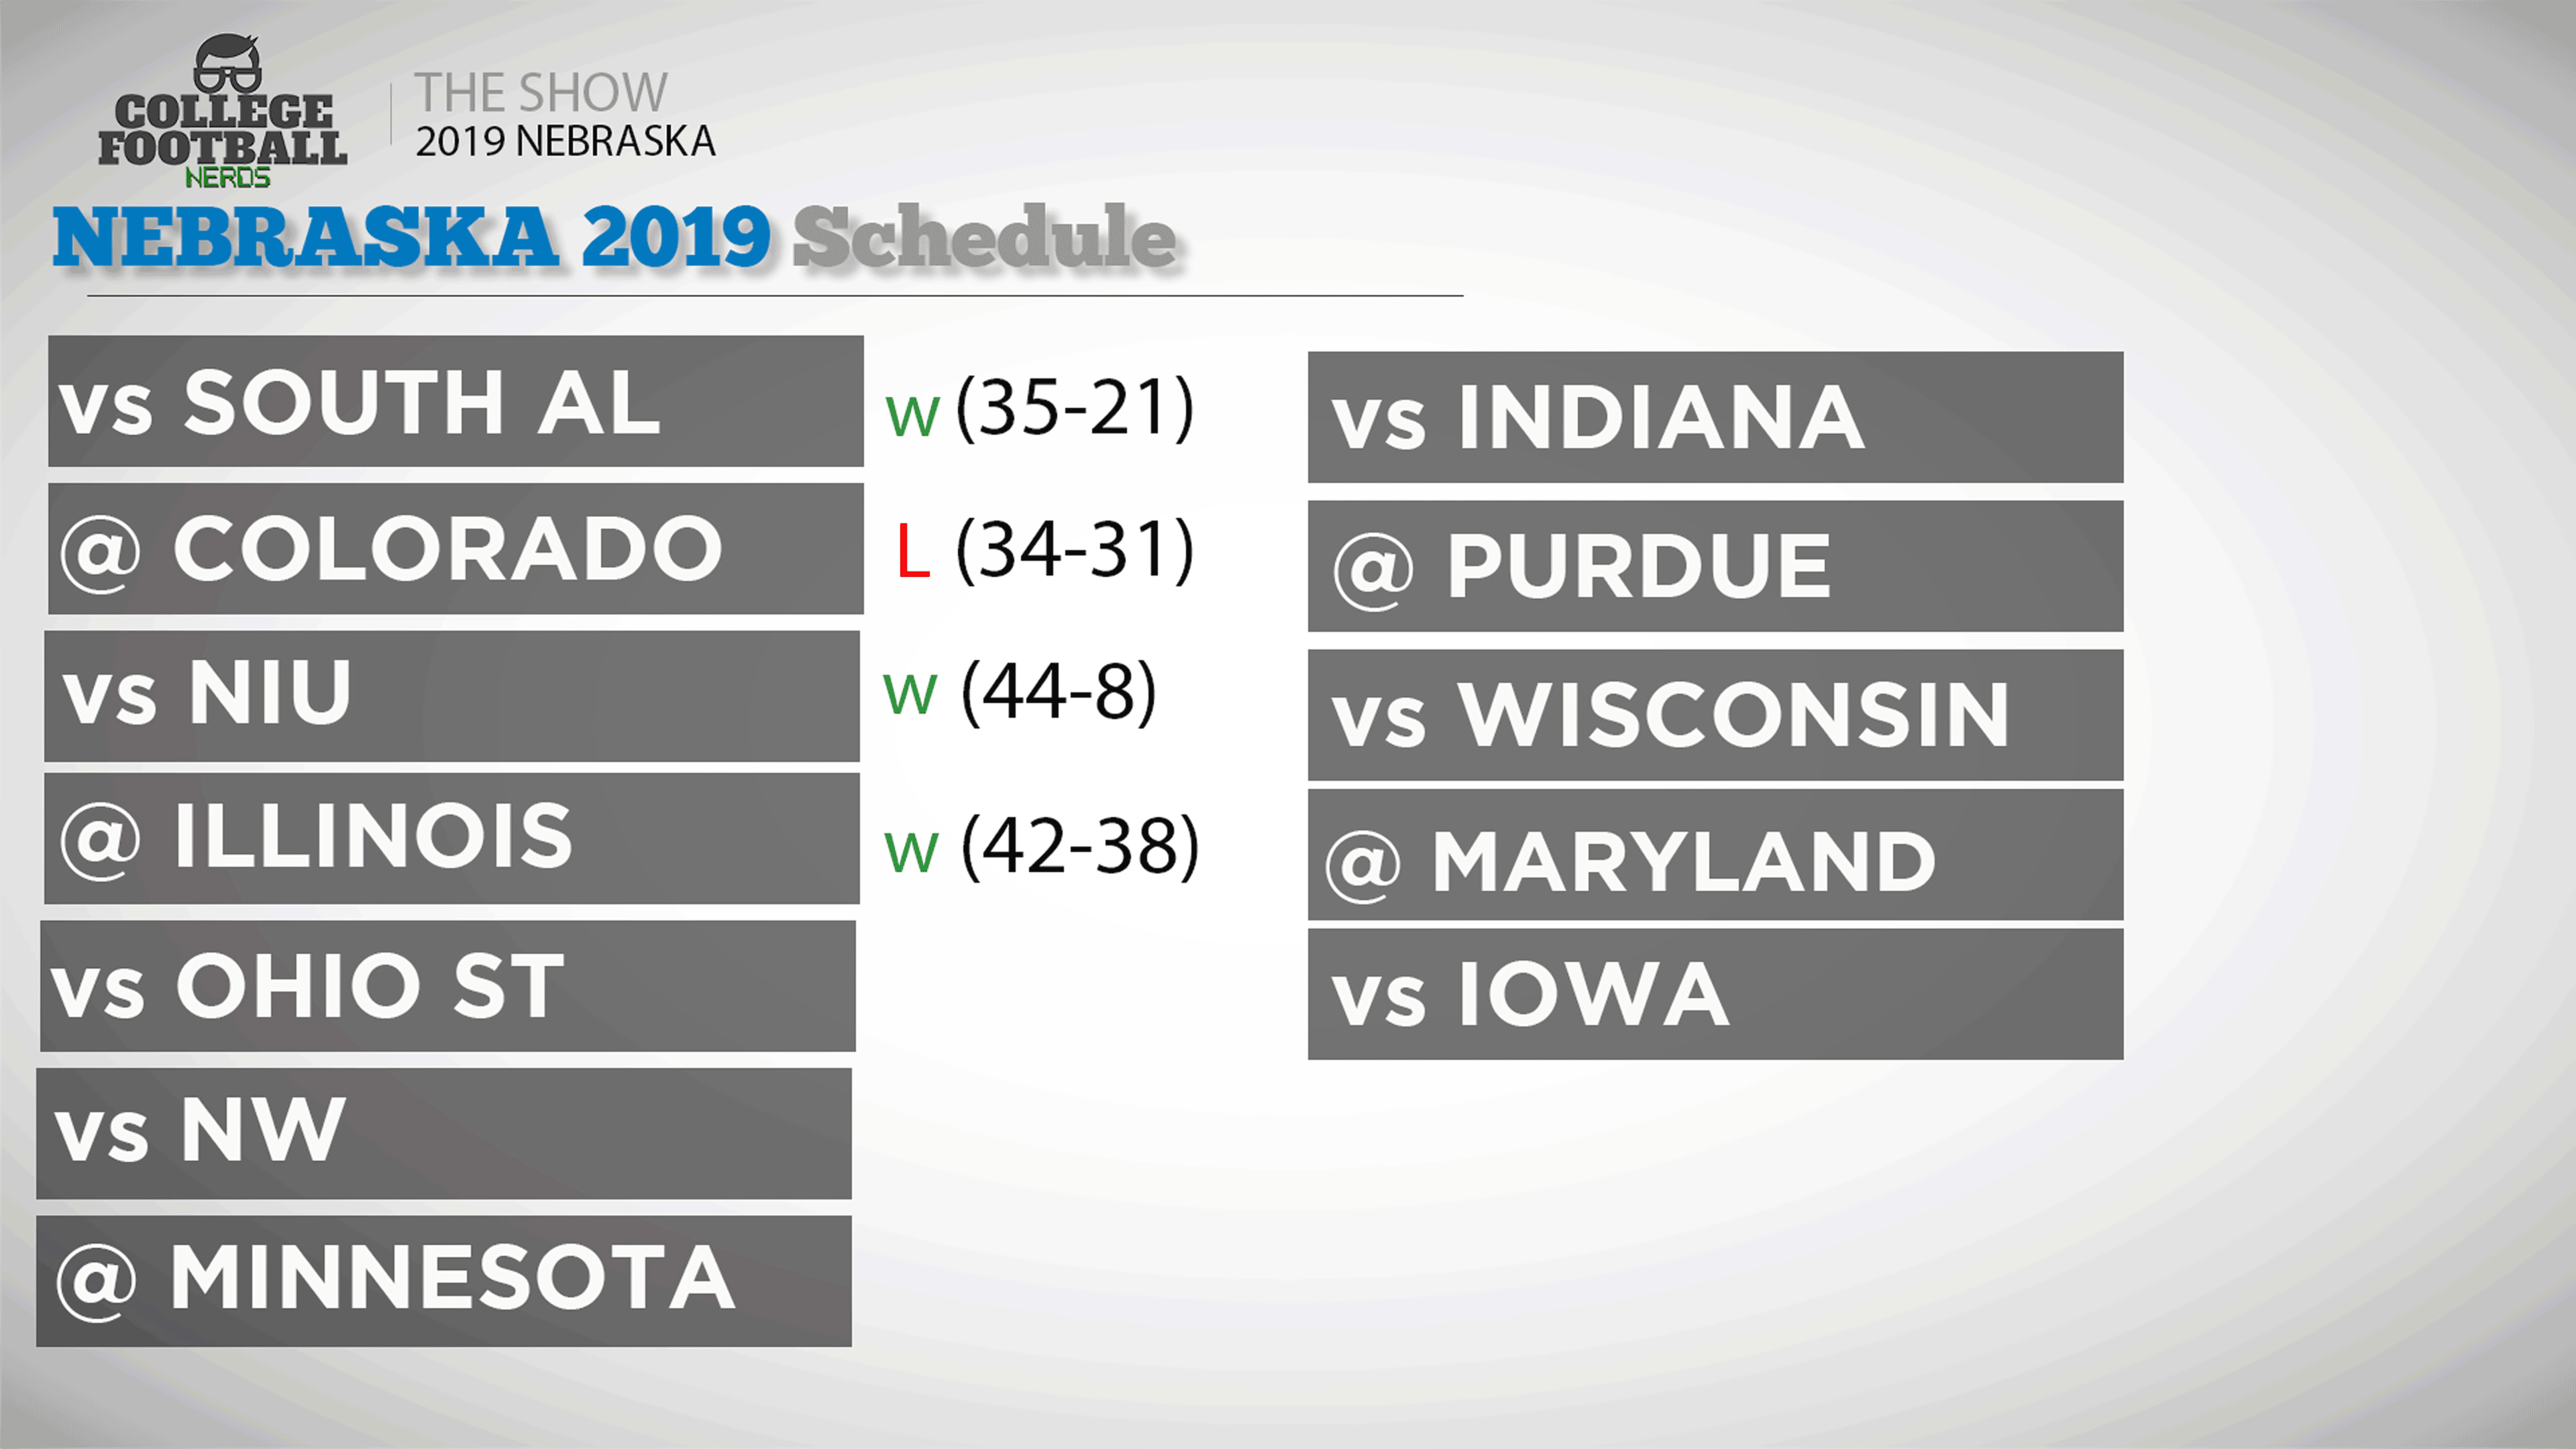 COLLEGE
FOOTBALL
NERDS
THE SHOW
2019 NEBRASKA
NEBRASKA 2019 Schedule
vs SOUTH AL W (35-21)
@ COLORADO L (34-31)
vs NIU W (44-8)
@ ILLINOIS W (42-38)
vs OHIO ST
vs NW
@ MINNESOTA
vs INDIANA
@ PURDUE
vs WISCONSIN
@ MARYLAND
vs IOWA